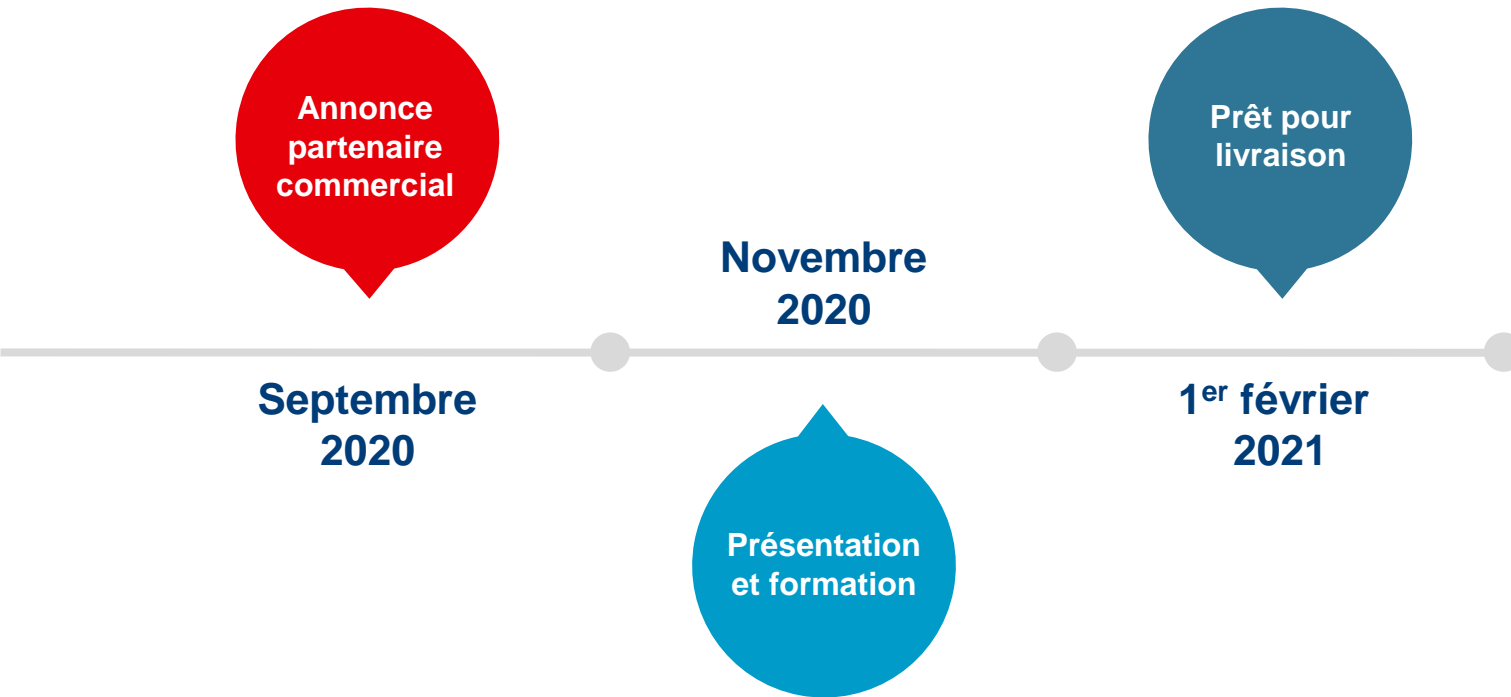 Annonce
partenaire
commercial
Septembre
2020
Novembre
2020
Présentation
et formation
Prêt pour
livraison
1er février
2021